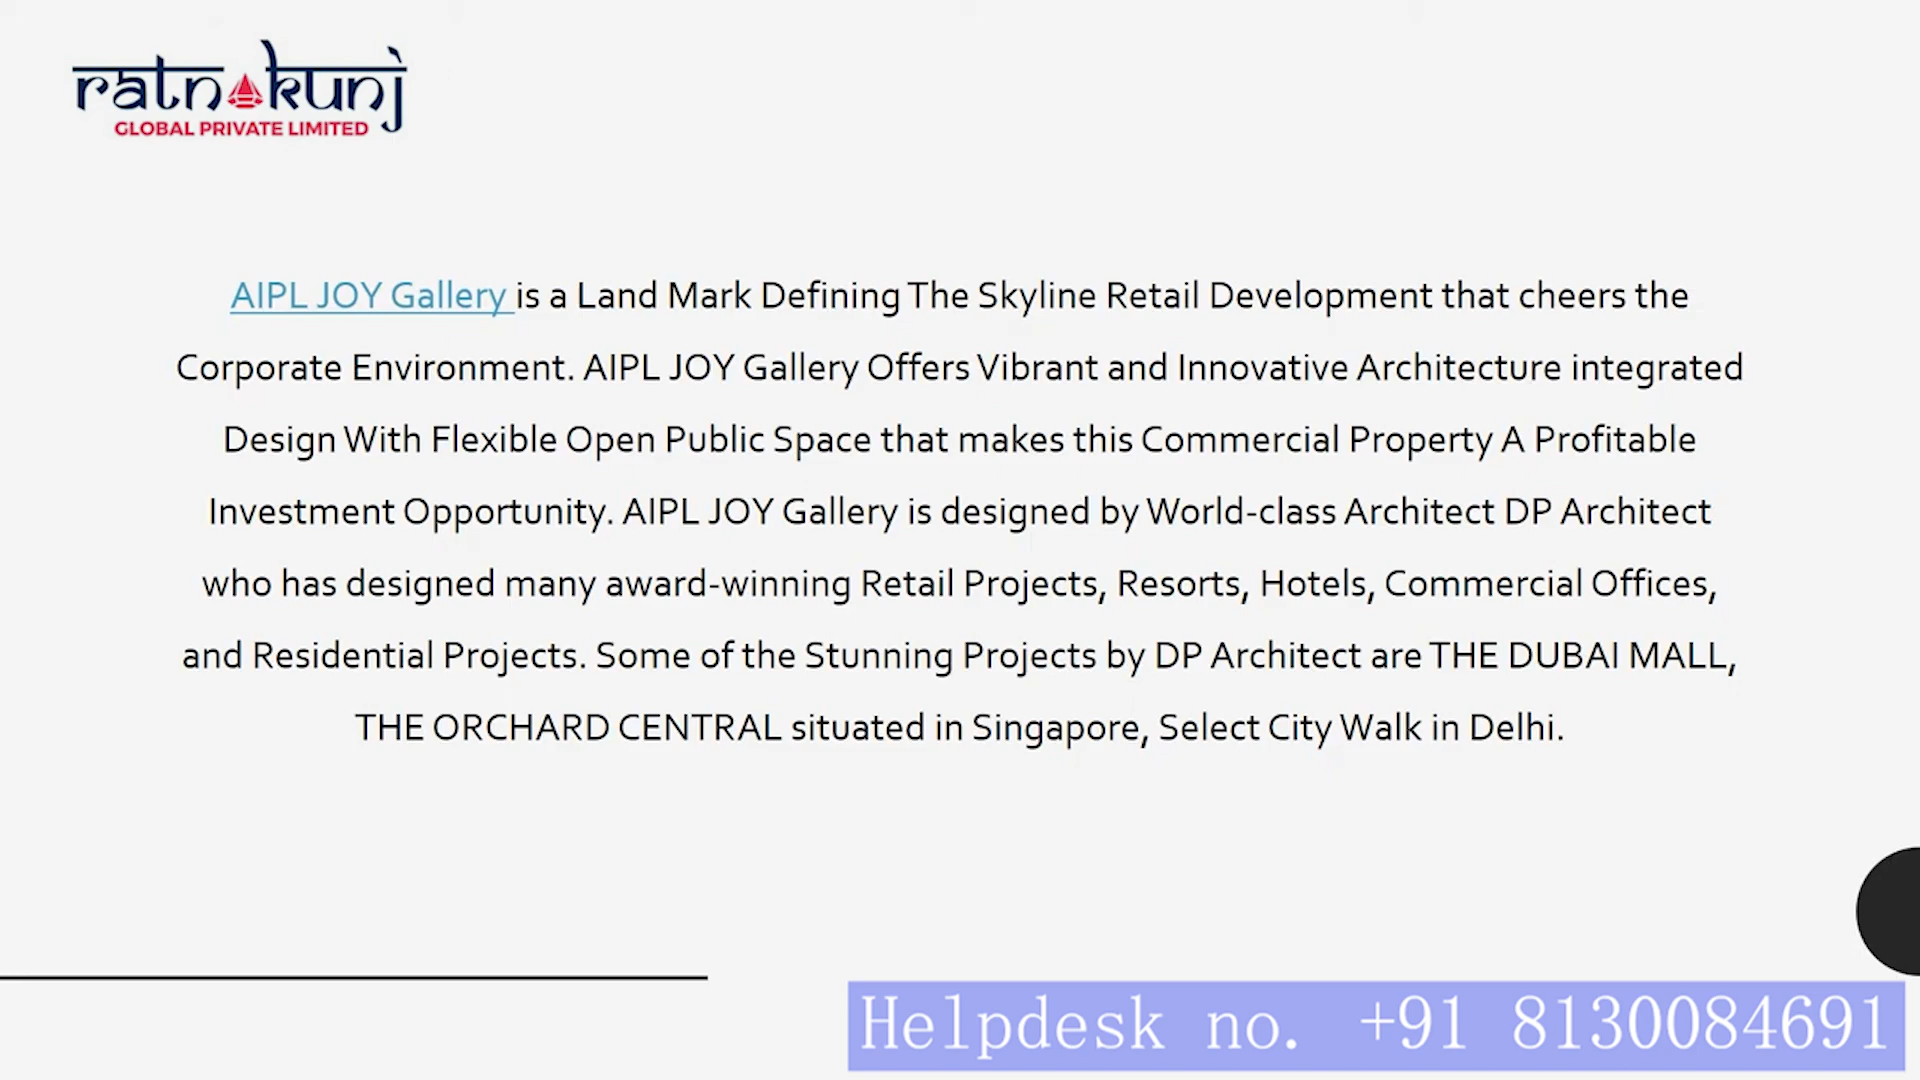 ratnakunj
GLOBAL PRIVATE LIMITED
AIPL JOY Gallery is a Land Mark Defining The Skyline Retail Development that cheers the
Corporate Environment. AIPL JOY Gallery Offers Vibrant and Innovative Architecture integrated
Design With Flexible Open Public Space that makes this Commercial Property A Profitable
Investment Opportunity. AIPL JOY Gallery is designed by World-class Architect DP Architect
who has designed many award-winning Retail Projects, Resorts, Hotels, Commercial Offices,
and Residential Projects. Some of the Stunning Projects by DP Architect are THE DUBAI MALL,
THE ORCHARD CENTRAL situated in Singapore, Select City Walk in Delhi.
Helpdesk no. +91 8130084691